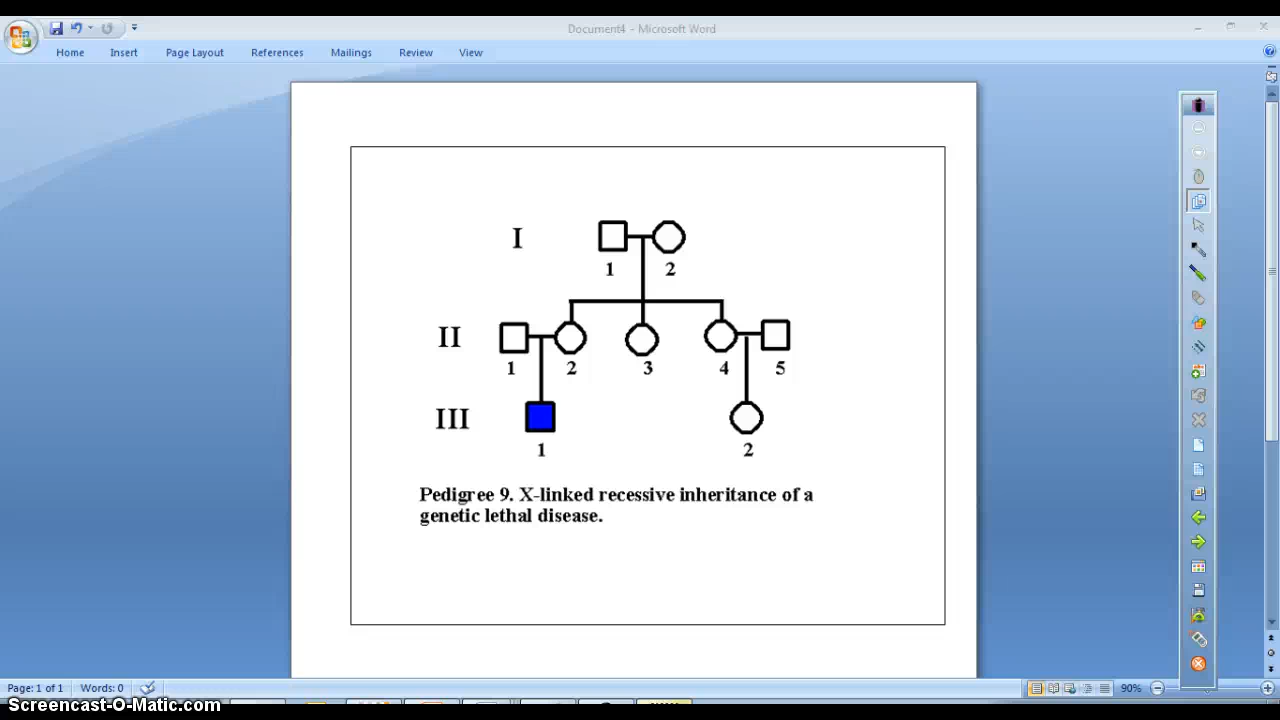 Document4 - Microsoft Word
Home Insert Page Layout References Mailings Review View
I
1 2
II
1 2 3 4 5
III
1 2
Pedigree 9. X-linked recessive inheritance of a
genetic lethal disease.
Page: 1 of 1 Words: 0 90%
Screencast-O-Matic.com